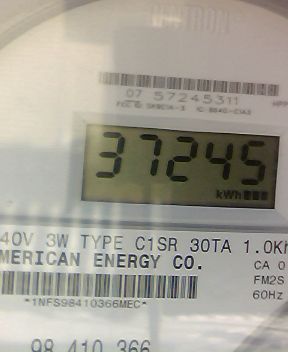 07 57245311
37245
kWh
40V 3W TYPE C1SR 30TA 1.0Kh
MERICAN ENERGY CO.
CA 0
FM2S
60Hz
*1NFS98410366MEC*
98 410 366